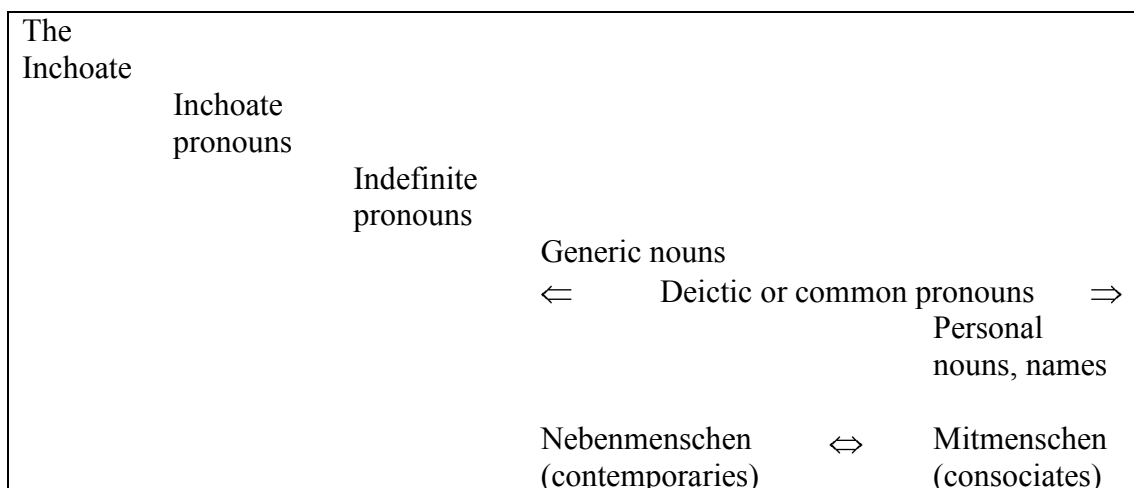 The
Inchoate
Inchoate
pronouns
Indefinite
pronouns
Generic nouns
⇐ Deictic or common pronouns ⇒
Personal
nouns, names
Nebenmenschen ⇔ Mitmenschen
(contemporaries) (consociates)